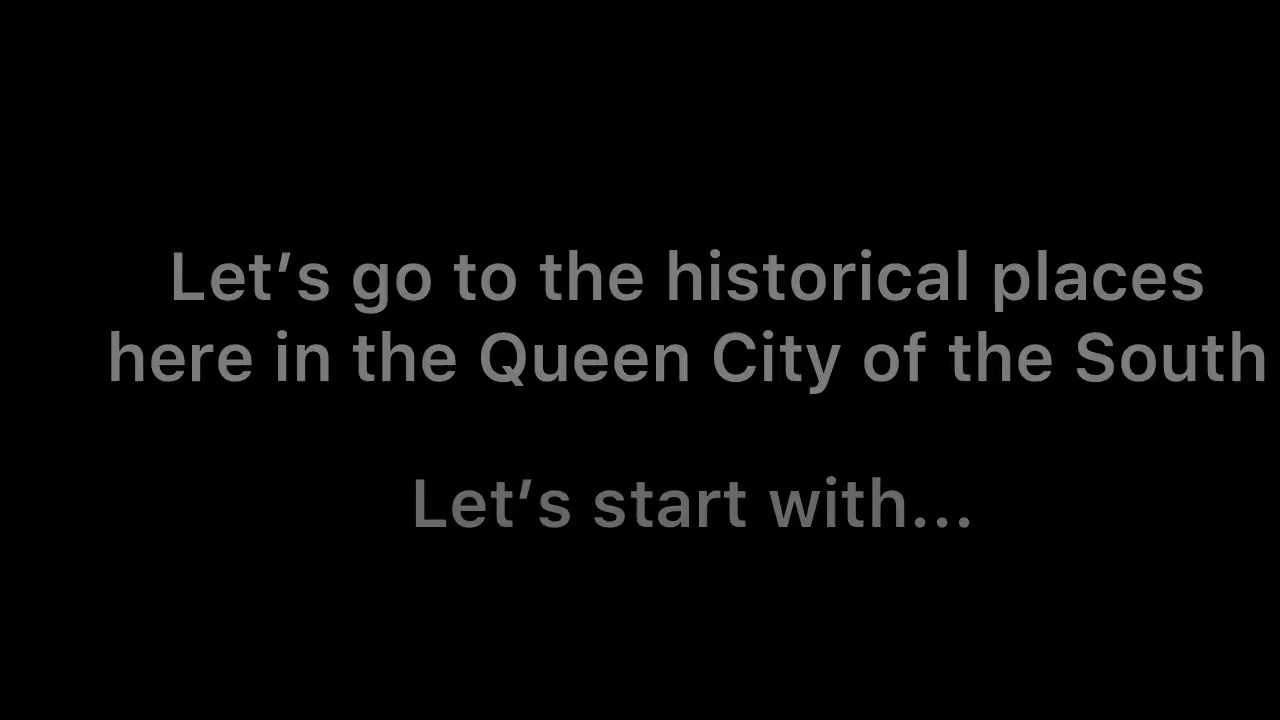 Let’s go to the historical places
here in the Queen City of the South
Let’s start with...